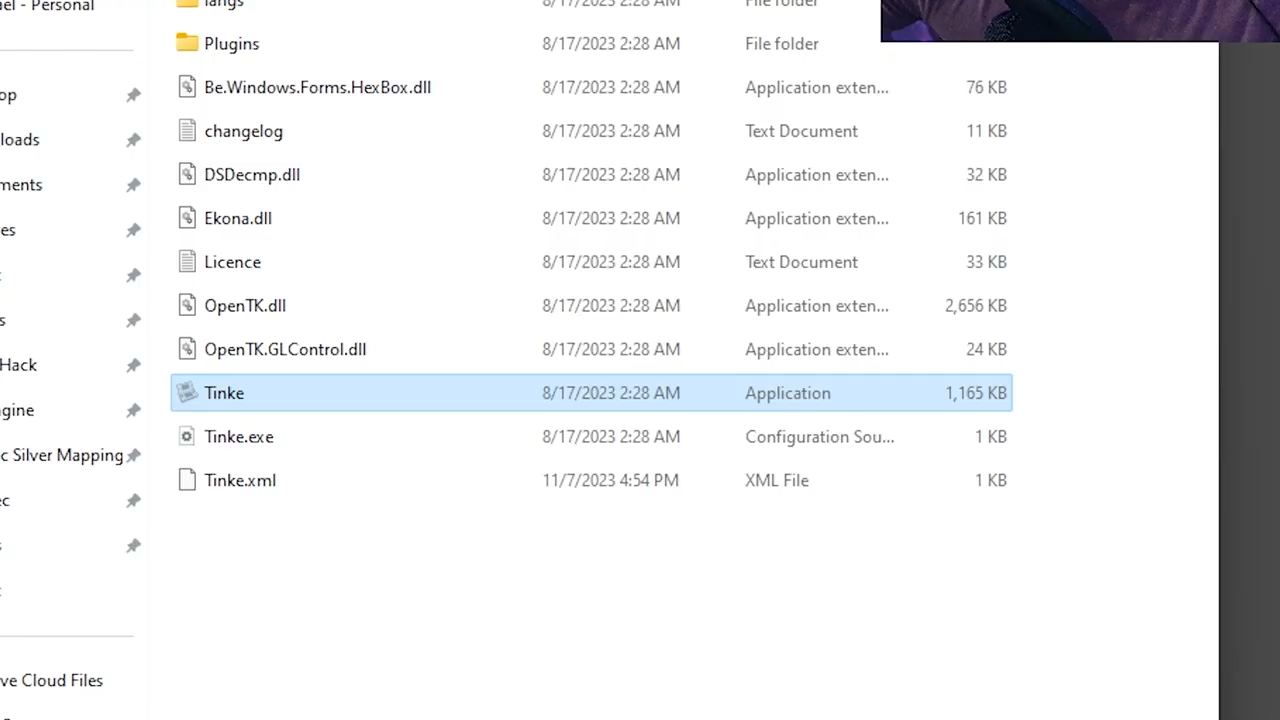 nel - Personal
langs 8/17/2023 2:28 AM File folder
Plugins 8/17/2023 2:28 AM File folder
op Be.Windows.Forms.HexBox.dll 8/17/2023 2:28 AM Application exten... 76 KB
loads changelog 8/17/2023 2:28 AM Text Document 11 KB
ments DSDecmp.dll 8/17/2023 2:28 AM Application exten... 32 KB
es Ekona.dll 8/17/2023 2:28 AM Application exten... 161 KB
Licence 8/17/2023 2:28 AM Text Document 33 KB
s OpenTK.dll 8/17/2023 2:28 AM Application exten... 2,656 KB
Hack OpenTK.GLControl.dll 8/17/2023 2:28 AM Application exten... 24 KB
Tinke 8/17/2023 2:28 AM Application 1,165 KB
gine Tinke.exe 8/17/2023 2:28 AM Configuration Sou... 1 KB
c Silver Mapping
Tinke.xml 11/7/2023 4:54 PM XML File 1 KB
ec
s
ve Cloud Files